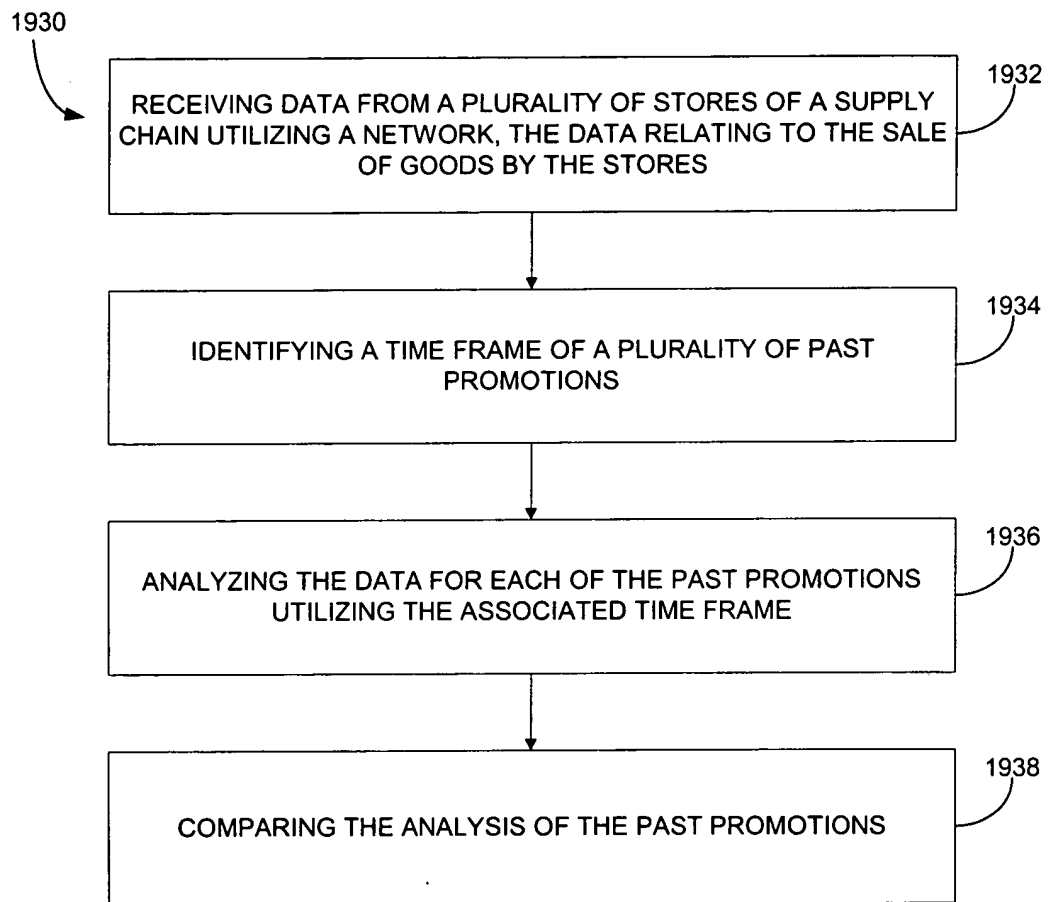 1930
1932
RECEIVING DATA FROM A PLURALITY OF STORES OF A SUPPLY
CHAIN UTILIZING A NETWORK, THE DATA RELATING TO THE SALE
OF GOODS BY THE STORES
1934
IDENTIFYING A TIME FRAME OF A PLURALITY OF PAST
PROMOTIONS
1936
ANALYZING THE DATA FOR EACH OF THE PAST PROMOTIONS
UTILIZING THE ASSOCIATED TIME FRAME
1938
COMPARING THE ANALYSIS OF THE PAST PROMOTIONS